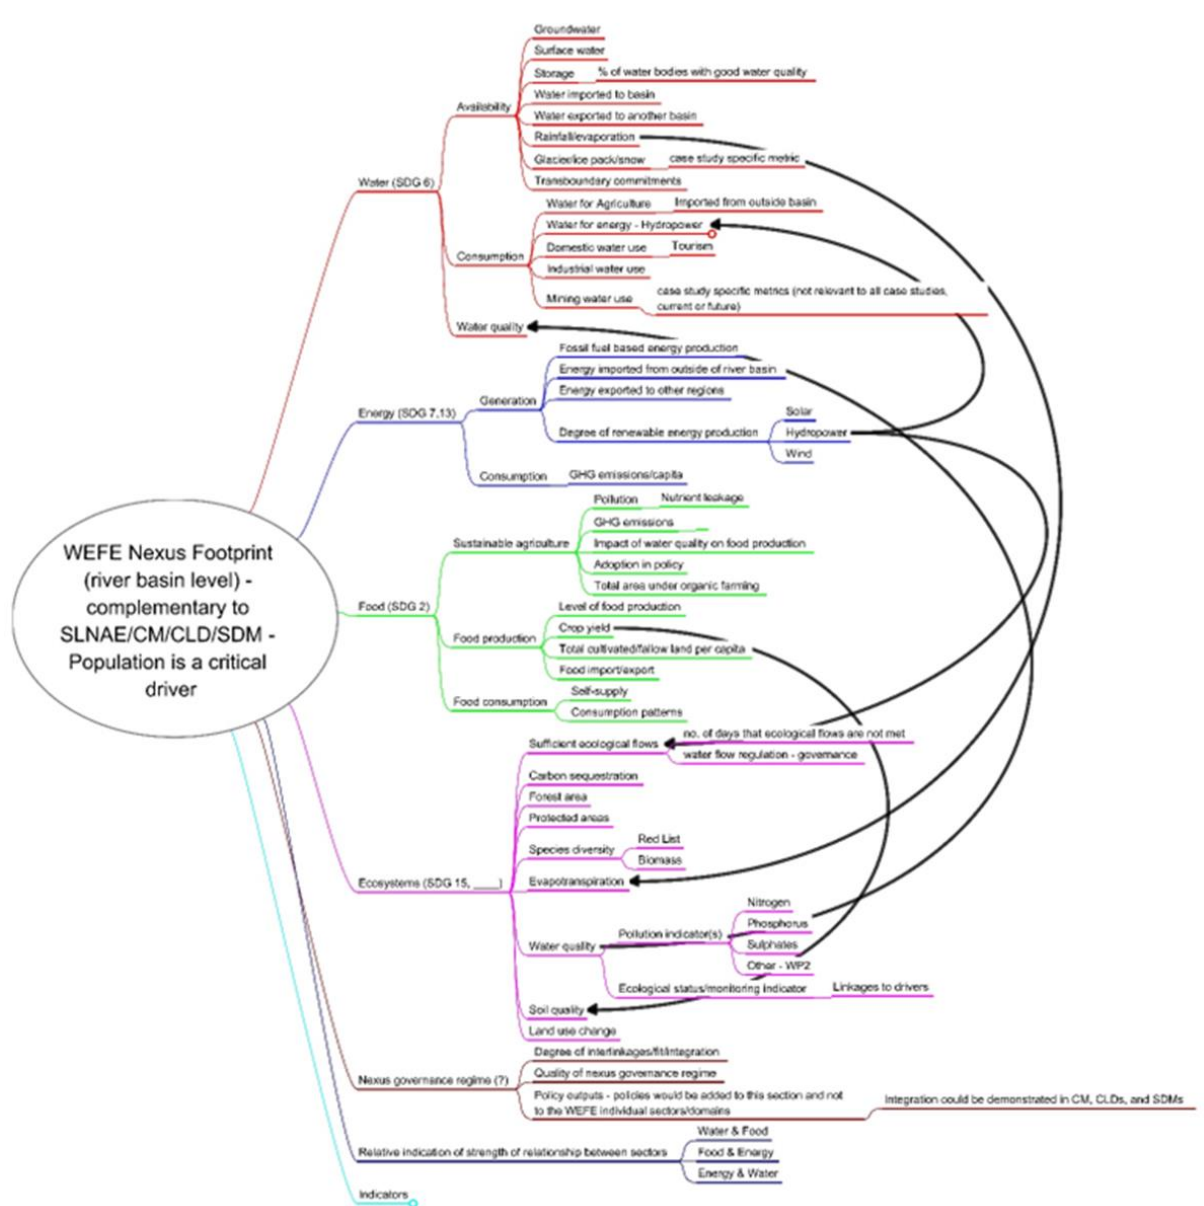 WEFE Nexus Footprint
(river basin level) -
complementary to
SLNAE/CM/CLD/SDM -
Population is a critical
driver
Water (SDG 6)
Availability
Groundwater
Surface water
Storage
% of water bodies with good water quality
Water imported to basin
Water exported to another basin
Rainfall/evaporation
Glacier/ice pack/snow
case study specific metric
Transboundary commitments
Consumption
Water for Agriculture
Imported from outside basin
Water for energy - Hydropower
Domestic water use
Tourism
Industrial water use
Mining water use
case study specific metrics (not relevant to all case studies,
current or future)
Water quality
Energy (SDG 7,13)
Generation
Fossil fuel based energy production
Energy imported from outside of river basin
Energy exported to other regions
Degree of renewable energy production
Solar
Hydropower
Wind
Consumption
GHG emissions/capita
Food (SDG 2)
Sustainable agriculture
Pollution
Nutrient leakage
GHG emissions
Impact of water quality on food production
Adoption in policy
Total area under organic farming
Food production
Level of food production
Crop yield
Total cultivated/fallow land per capita
Food import/export
Food consumption
Self-supply
Consumption patterns
Ecosystems (SDG 15, ____)
Sufficient ecological flows
no. of days that ecological flows are not met
water flow regulation - governance
Carbon sequestration
Forest area
Protected areas
Species diversity
Red List
Biomass
Evapotranspiration
Water quality
Pollution indicator(s)
Nitrogen
Phosphorus
Sulphates
Other - WP2
Ecological status/monitoring indicator
Linkages to drivers
Soil quality
Land use change
Nexus governance regime (?)
Degree of interlinkages/fit/integration
Quality of nexus governance regime
Policy outputs - policies would be added to this section and not
to the WEFE individual sectors/domains
Integration could be demonstrated in CM, CLDs, and SDMs
Relative indication of strength of relationship between sectors
Water & Food
Food & Energy
Energy & Water
Indicators